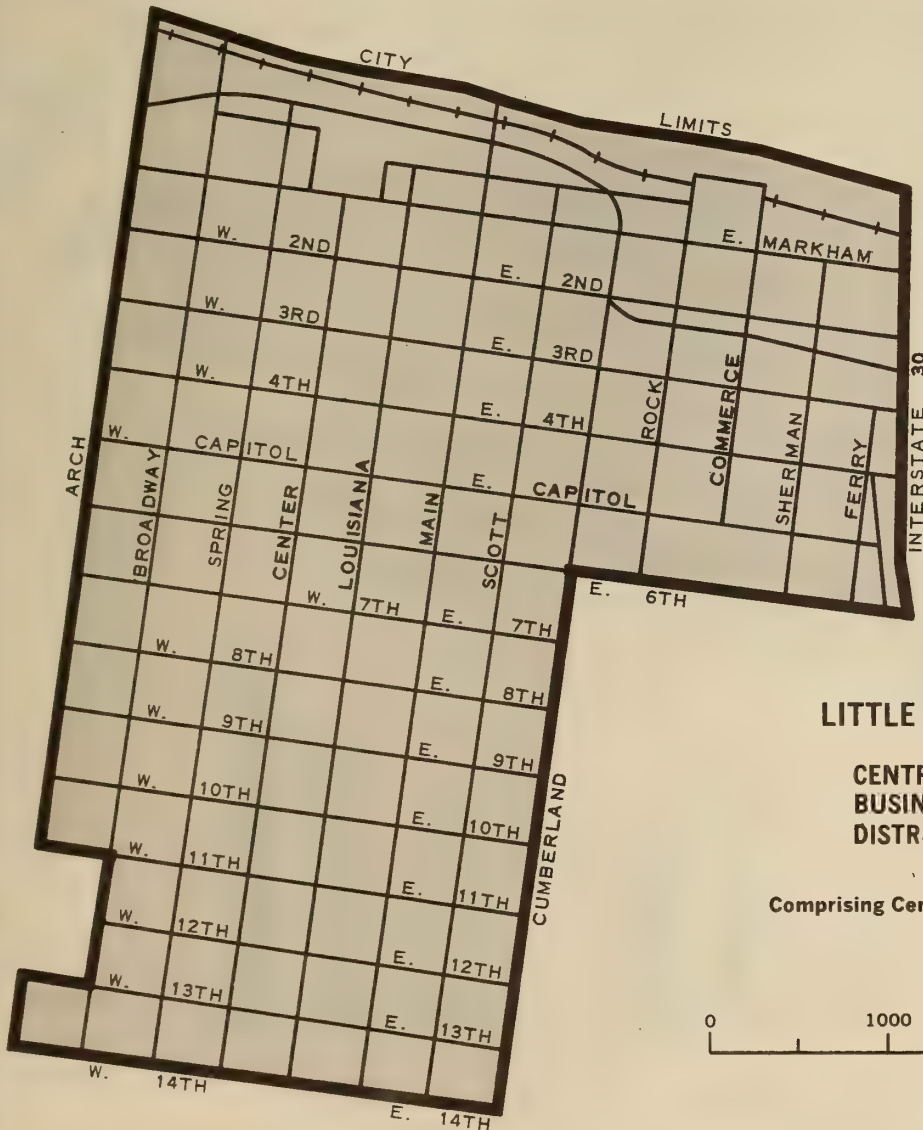 CITY
LIMITS
E. MARKHAM
W. 2ND
E. 2ND
W. 3RD
E. 3RD
W. 4TH
E. 4TH
W. CAPITOL
E. CAPITOL
ARCH
BROADWAY
SPRING
CENTER
LOUISIANA
MAIN
SCOTT
ROCK
COMMERCE
SHERMAN
FERRY
INTERSTATE 30
E. 6TH
W. 7TH
E. 7TH
W. 8TH
E. 8TH
W. 9TH
E. 9TH
W. 10TH
E. 10TH
W. 11TH
E. 11TH
W. 12TH
E. 12TH
W. 13TH
E. 13TH
W. 14TH
E. 14TH
CUMBERLAND
LITTLE
CENTR
BUSIN
DISTR
Comprising Cen
0 1000